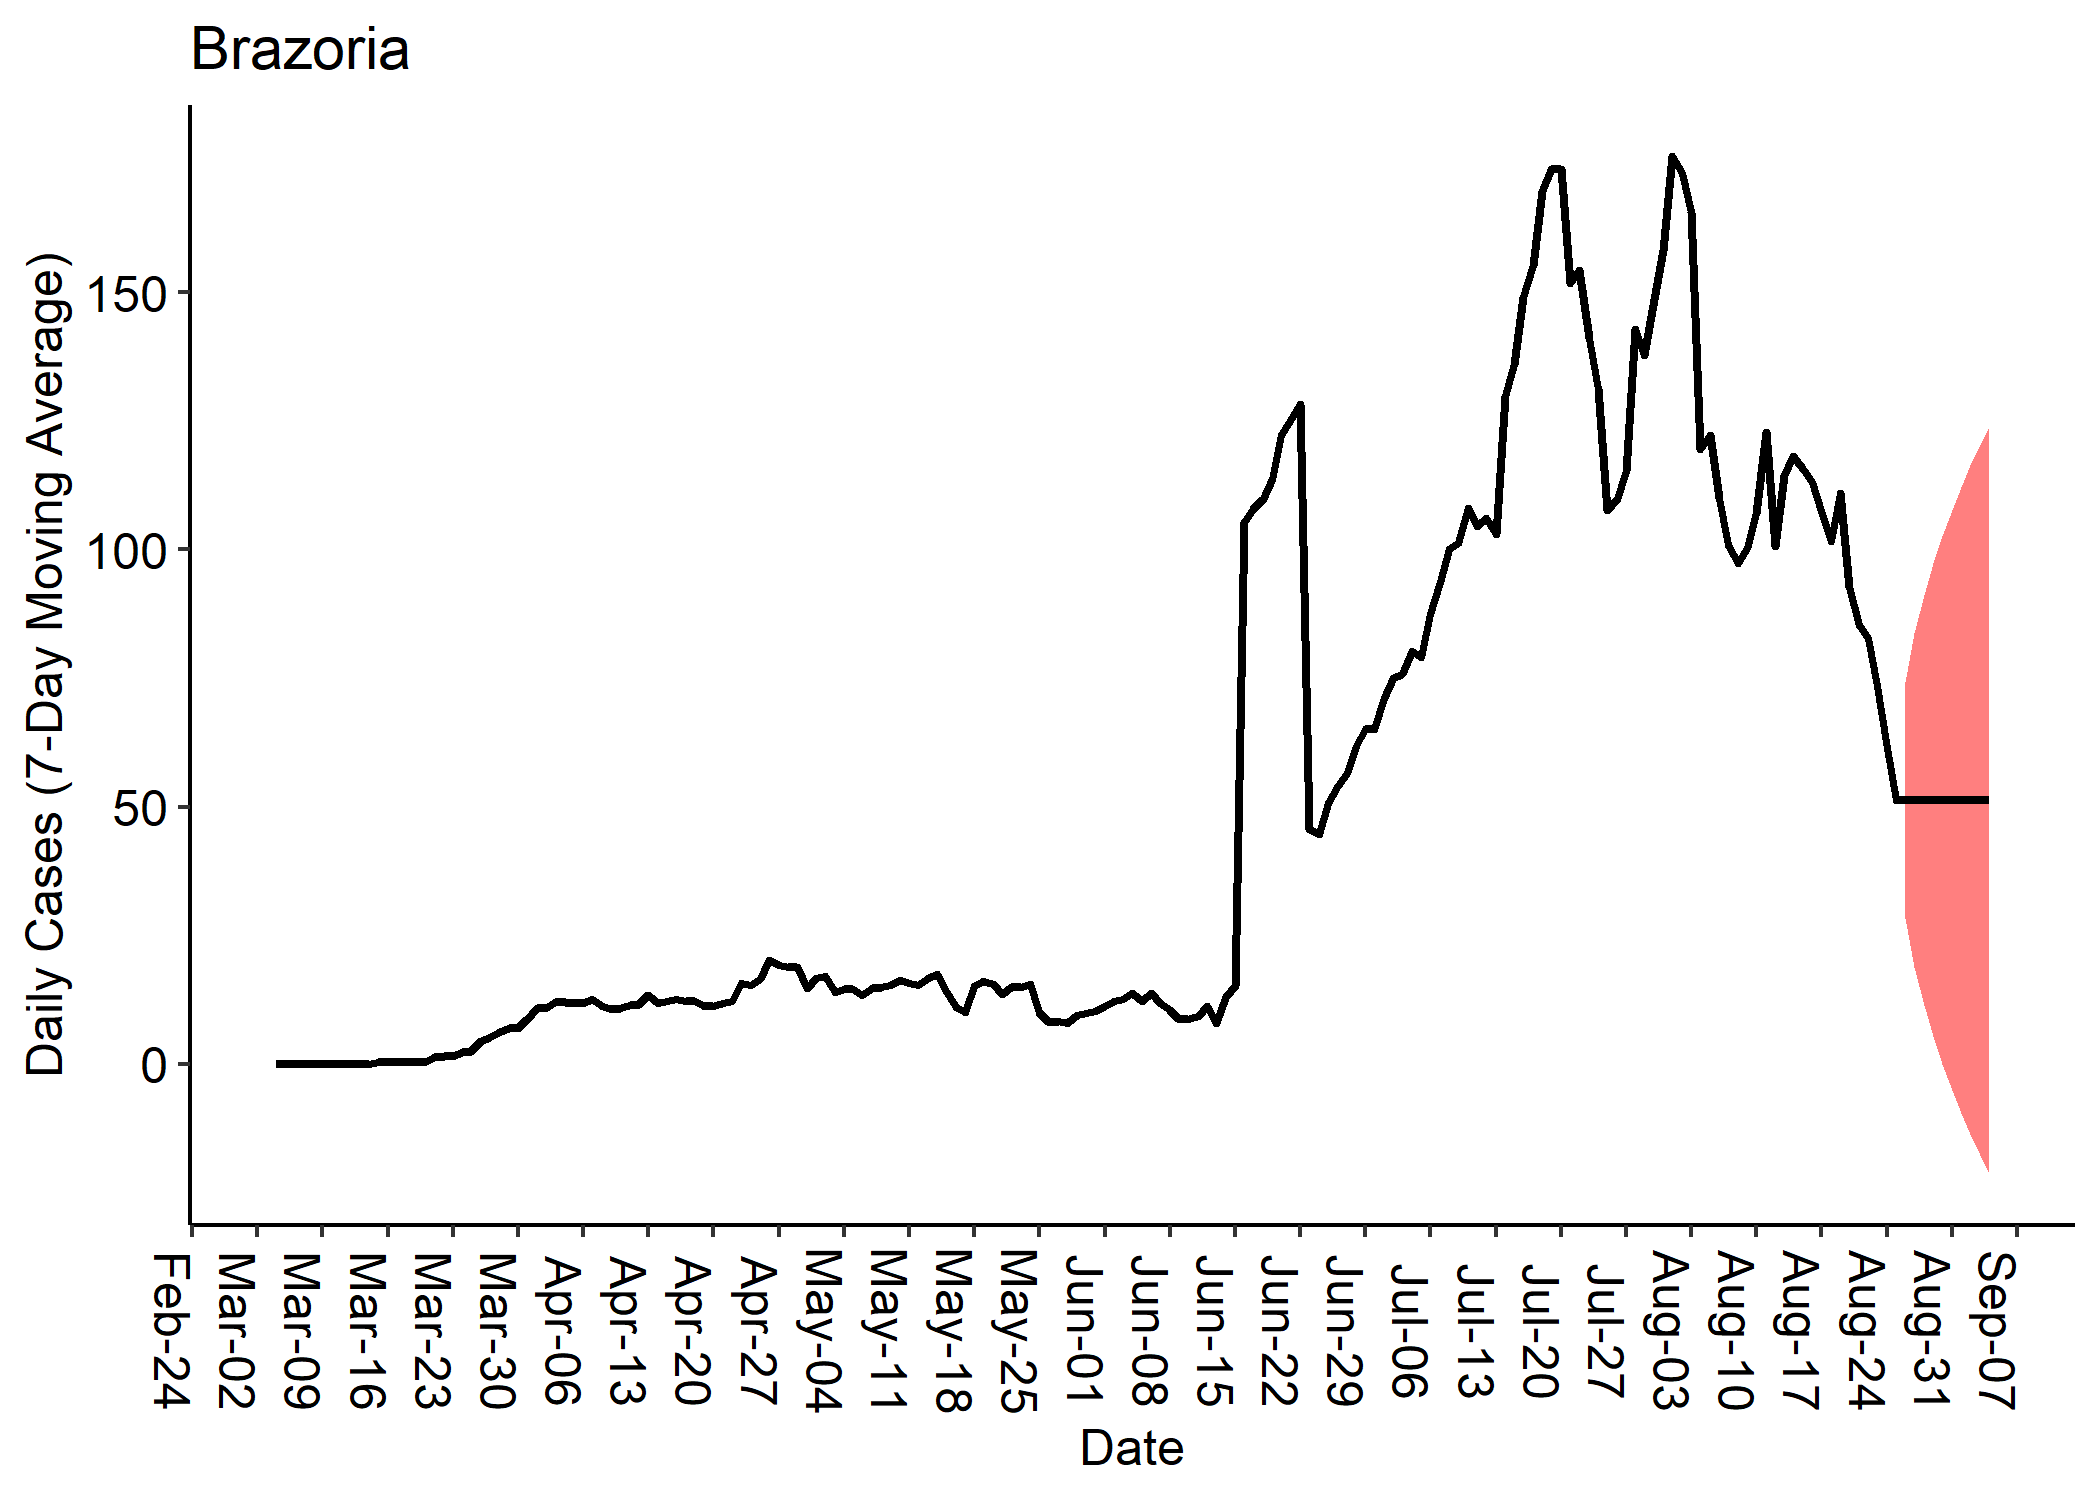 Brazoria
Daily Cases (7-Day Moving Average)
150
100
50
0
Feb-24
Mar-02
Mar-09
Mar-16
Mar-23
Mar-30
Apr-06
Apr-13
Apr-20
Apr-27
May-04
May-11
May-18
May-25
Jun-01
Jun-08
Jun-15
Jun-22
Jun-29
Jul-06
Jul-13
Jul-20
Jul-27
Aug-03
Aug-10
Aug-17
Aug-24
Aug-31
Sep-07
Date